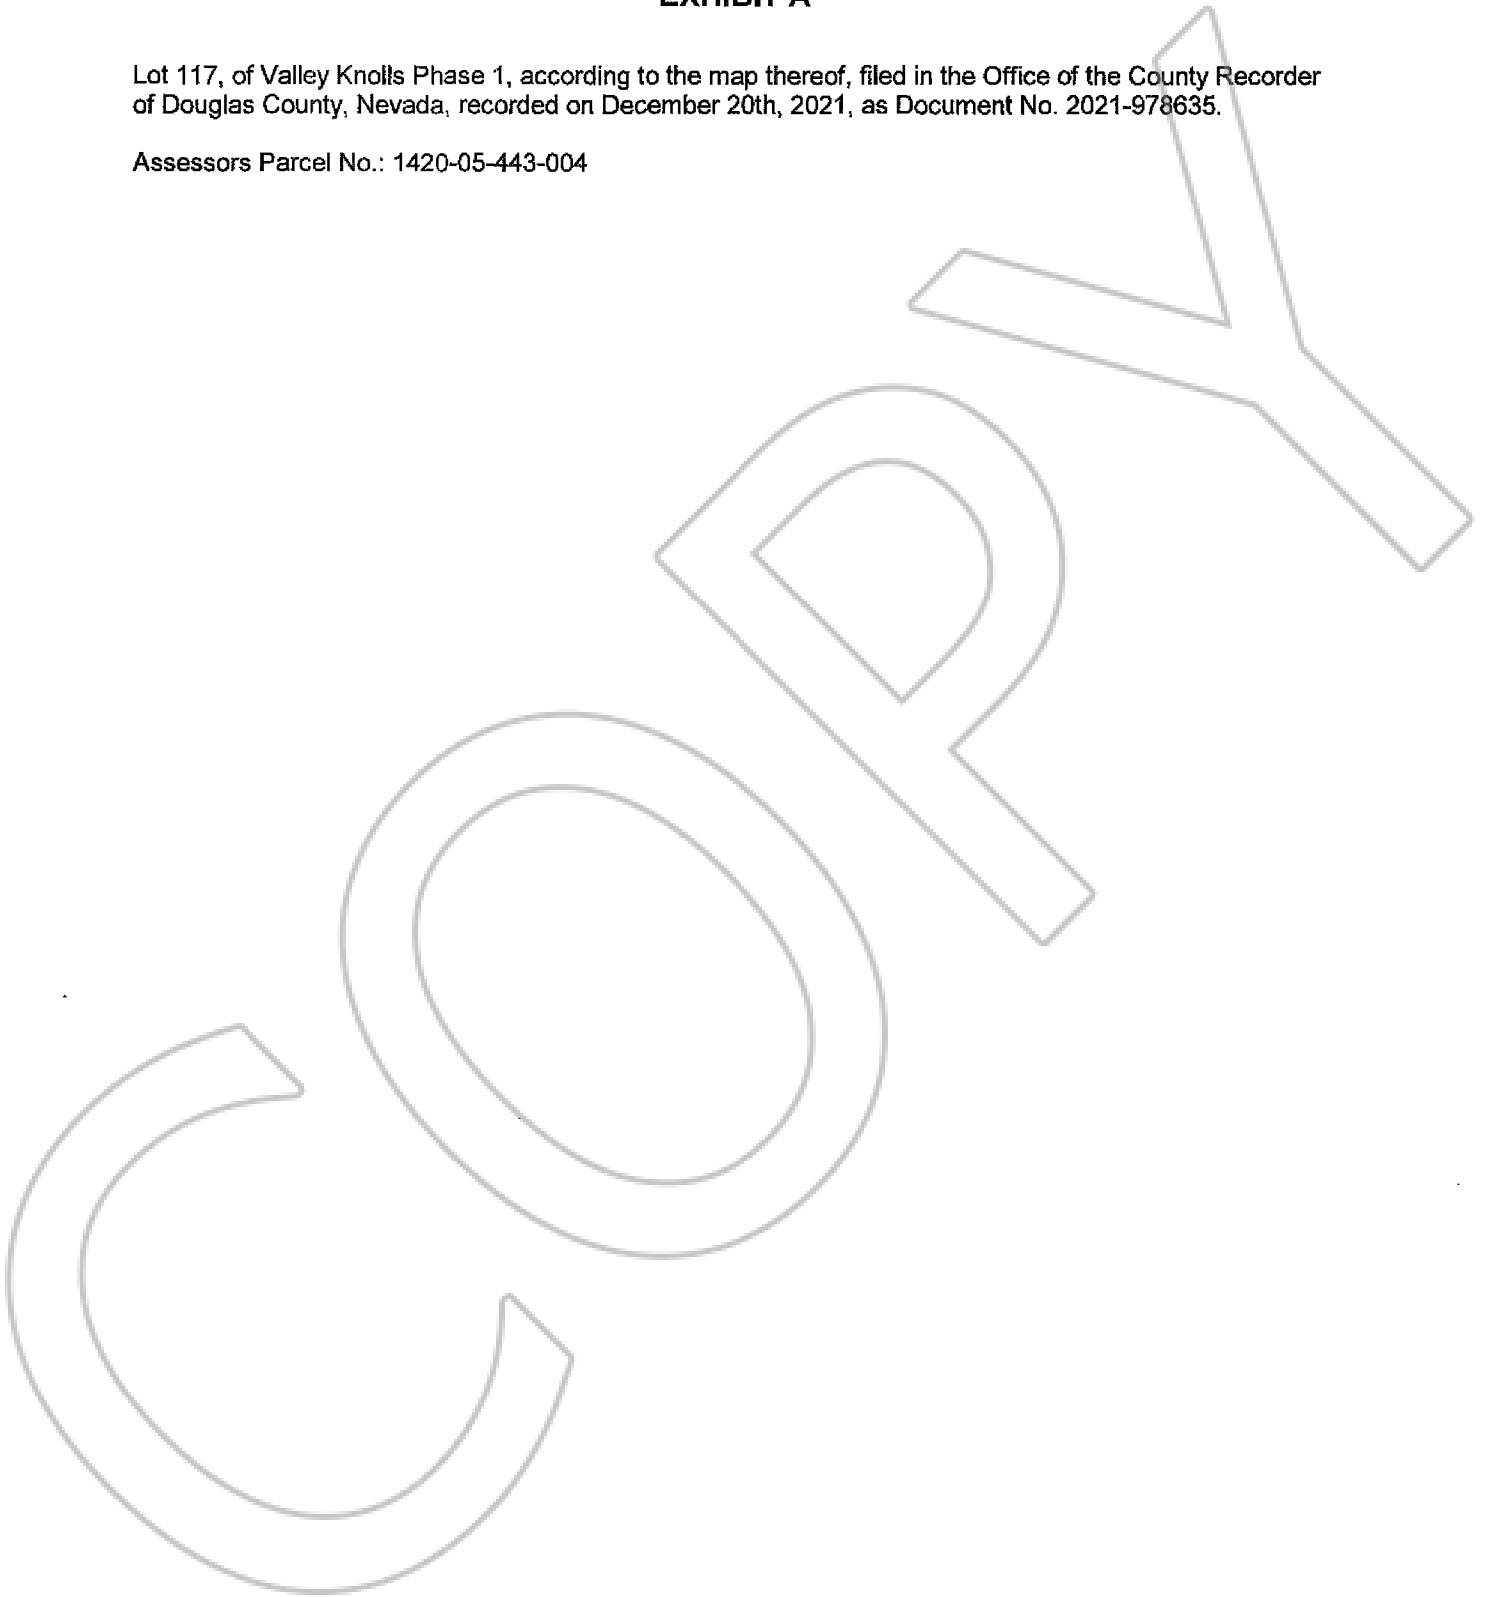 EXHIBIT A
Lot 117, of Valley Knolls Phase 1, according to the map thereof, filed in the Office of the County Recorder
of Douglas County, Nevada, recorded on December 20th, 2021, as Document No. 2021-978635.
Assessors Parcel No.: 1420-05-443-004
COPY